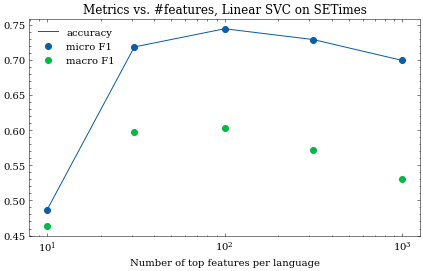 Metrics vs. #features, Linear SVC on SETimes
accuracy
micro F1
macro F1
0.75
0.70
0.65
0.60
0.55
0.50
0.45
10¹
10²
10³
Number of top features per language